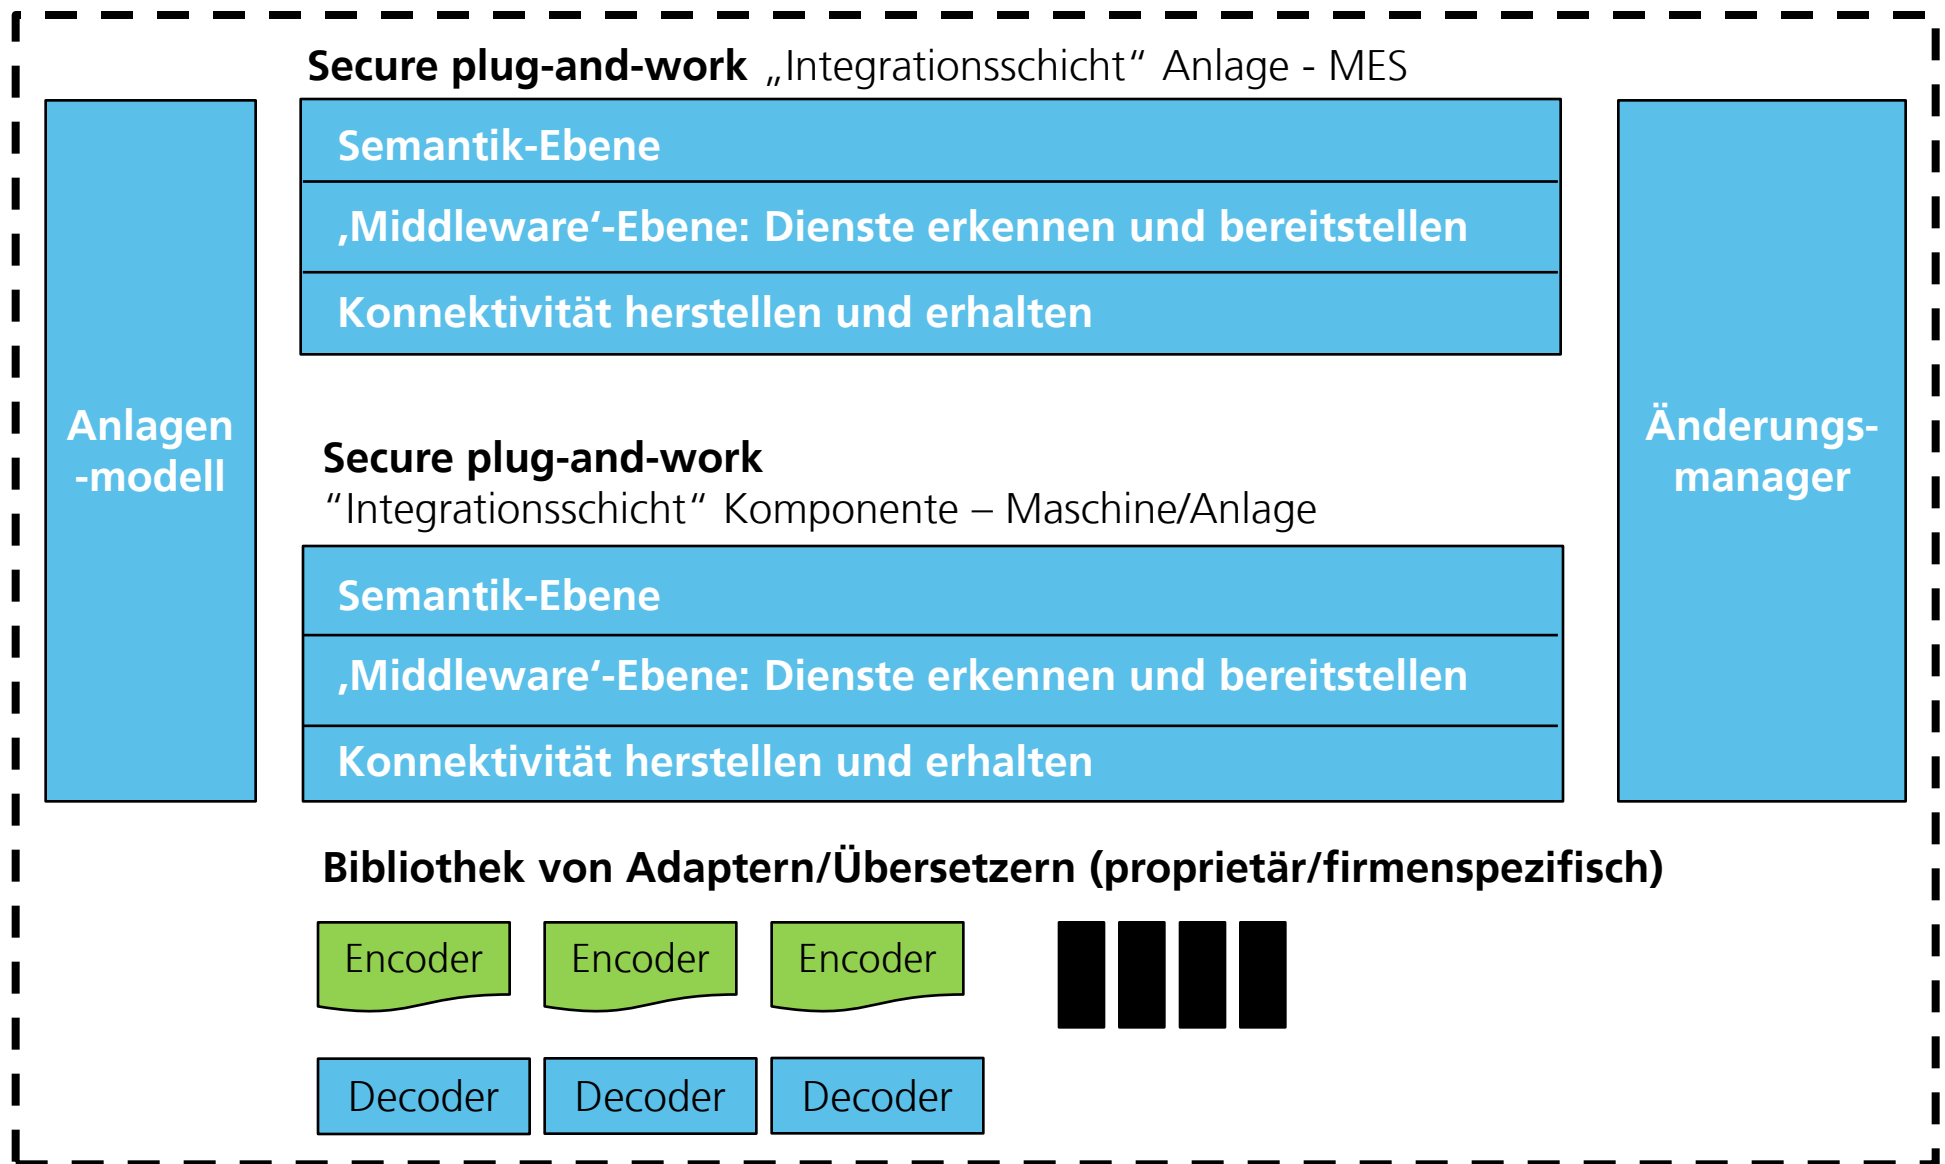 Secure plug-and-work „Integrationsschicht“ Anlage - MES
Semantik-Ebene
‚Middleware‘-Ebene: Dienste erkennen und bereitstellen
Konnektivität herstellen und erhalten
Anlagen
-modell
Änderungs-
manager
Secure plug-and-work
“Integrationsschicht“ Komponente – Maschine/Anlage
Semantik-Ebene
‚Middleware‘-Ebene: Dienste erkennen und bereitstellen
Konnektivität herstellen und erhalten
Bibliothek von Adaptern/Übersetzern (proprietär/firmenspezifisch)
Encoder Encoder Encoder
Decoder Decoder Decoder